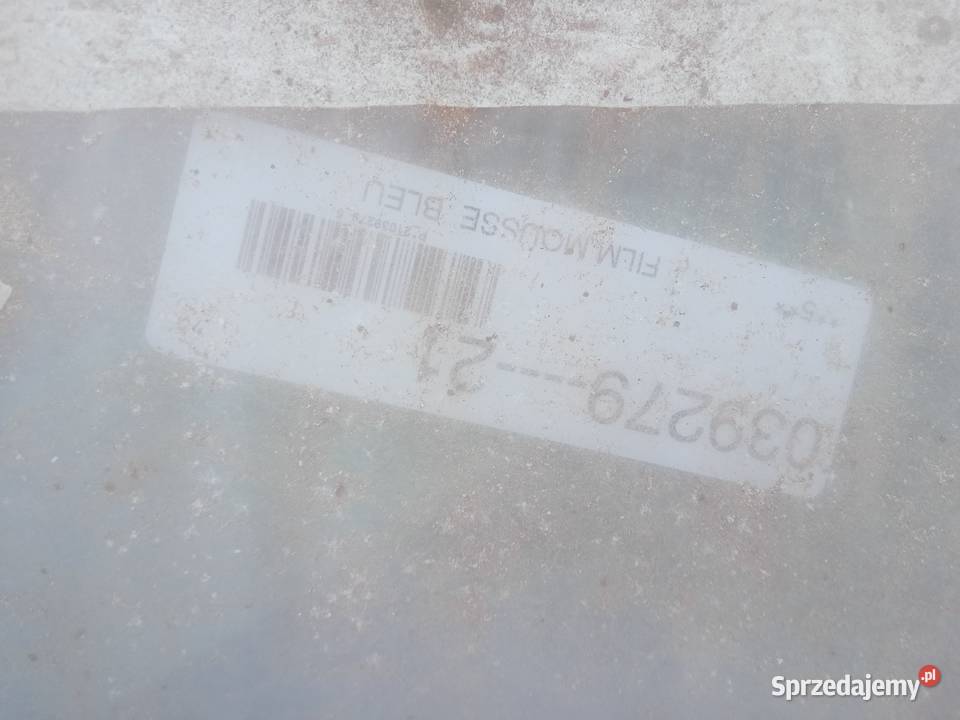 039279---21
FILM MOUSSE BLEU
Sprzedajemy.pl